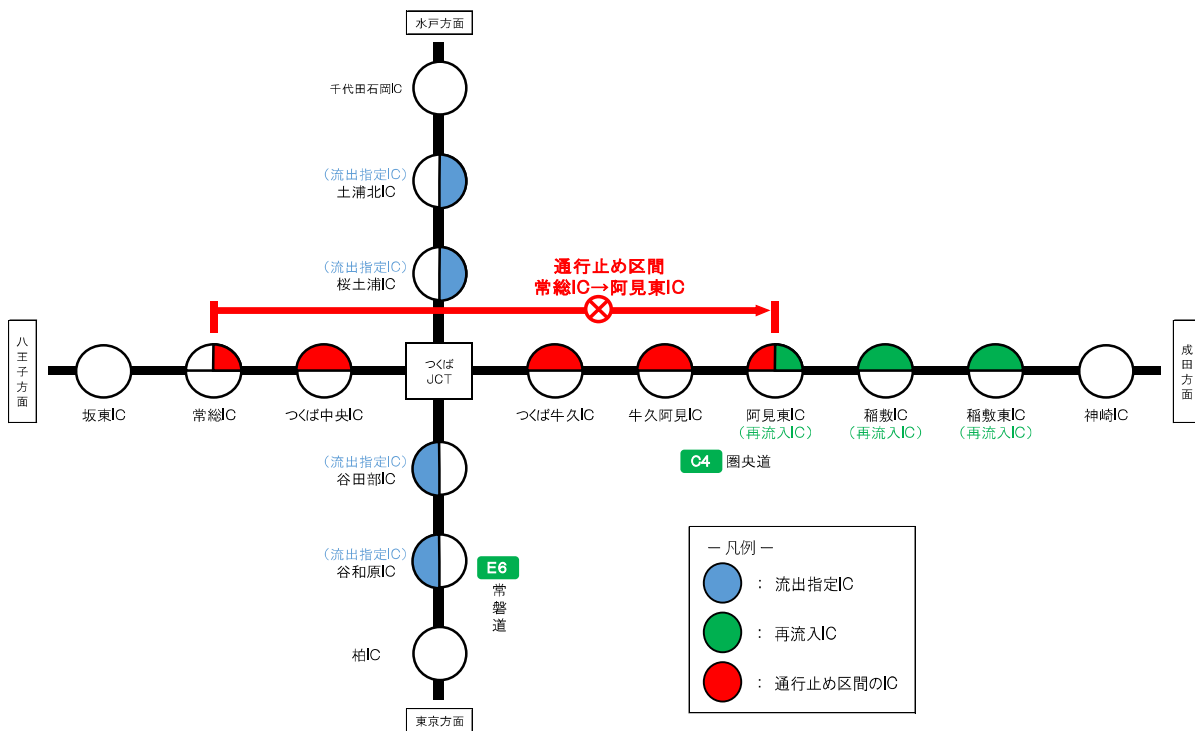 水戸方面
千代田石岡IC
(流出指定IC)
土浦北IC
(流出指定IC)
桜土浦IC
通行止め区間
常総IC→阿見東IC
八王子方面
つくば
JCT
成田方面
坂東IC
常総IC
つくば中央IC
つくば牛久IC
牛久阿見IC
阿見東IC
(再流入IC)
稲敷IC
(再流入IC)
稲敷東IC
(再流入IC)
神崎IC
C4 圏央道
(流出指定IC)
谷田部IC
(流出指定IC)
谷和原IC
E6
常磐道
柏IC
東京方面
― 凡例 ―
： 流出指定IC
： 再流入IC
： 通行止め区間のIC